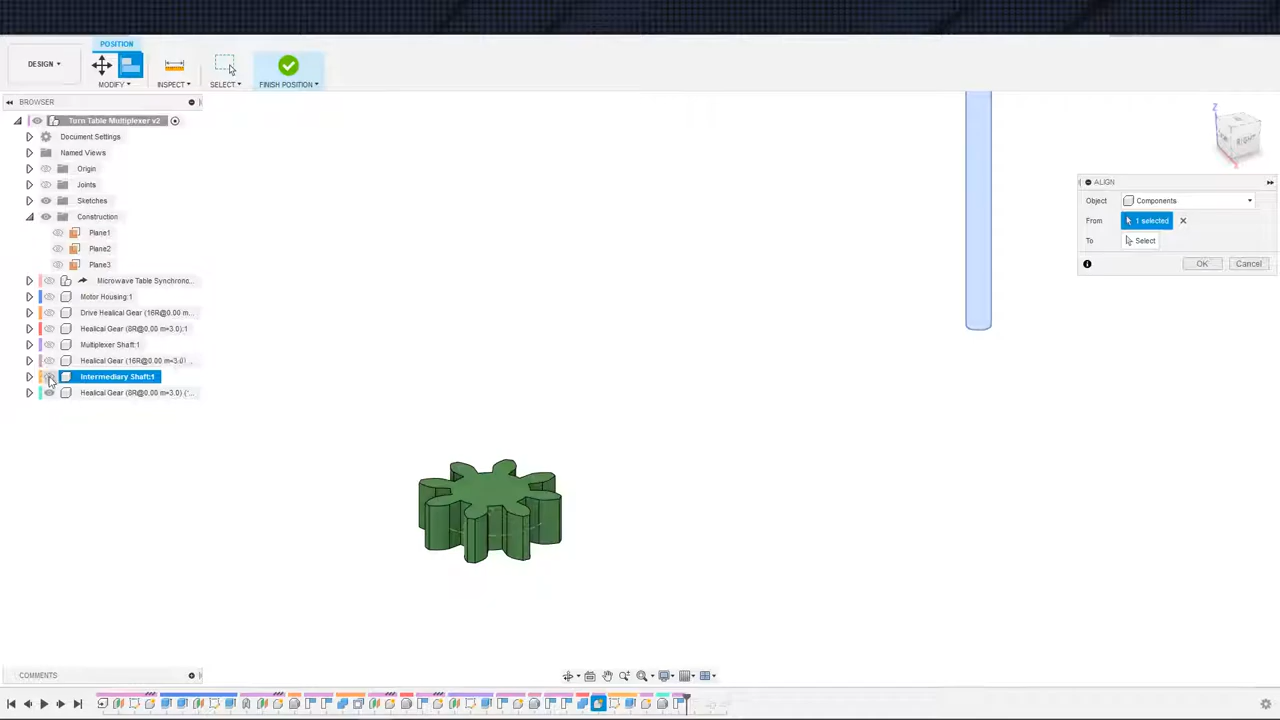 POSITION
DESIGN
MODIFY
INSPECT
SELECT
FINISH POSITION
BROWSER
Turn Table Multiplexer v2
Document Settings
Named Views
Origin
Joints
Sketches
Construction
Plane1
Plane2
Plane3
Microwave Table Synchronc...
Motor Housing:1
Drive Healical Gear (16R@0.00 m...
Healical Gear (8R@0.00 m=3.0):1
Multiplexer Shaft:1
Healical Gear (16R@0.00 m=3.0)...
Intermediary Shaft:1
Healical Gear (8R@0.00 m=3.0) (...
Z
RIGHT
ALIGN
Object Components
From 1 selected
To Select
OK Cancel
COMMENTS